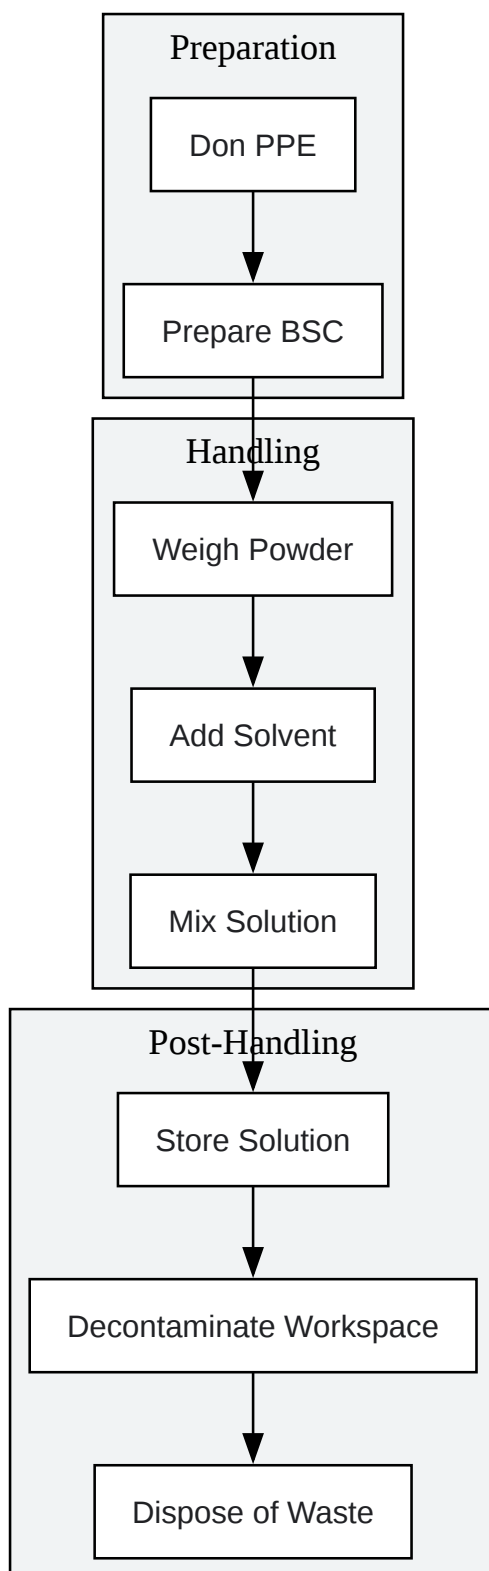 Preparation
Don PPE
Prepare BSC
Handling
Weigh Powder
Add Solvent
Mix Solution
Post-Handling
Store Solution
Decontaminate Workspace
Dispose of Waste